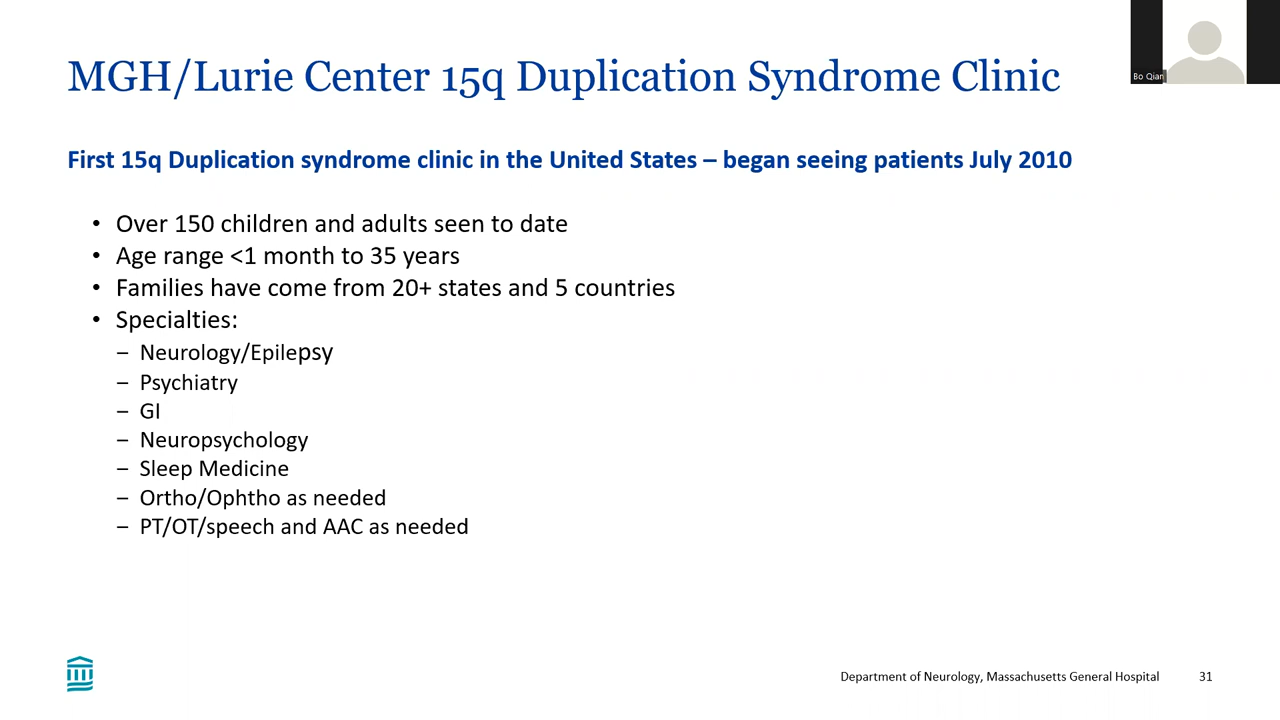 MGH/Lurie Center 15q Duplication Syndrome Clinic
Bo Qian
First 15q Duplication syndrome clinic in the United States – began seeing patients July 2010
• Over 150 children and adults seen to date
• Age range <1 month to 35 years
• Families have come from 20+ states and 5 countries
• Specialties:
– Neurology/Epilepsy
– Psychiatry
– GI
– Neuropsychology
– Sleep Medicine
– Ortho/Ophtho as needed
– PT/OT/speech and AAC as needed
Department of Neurology, Massachusetts General Hospital 31